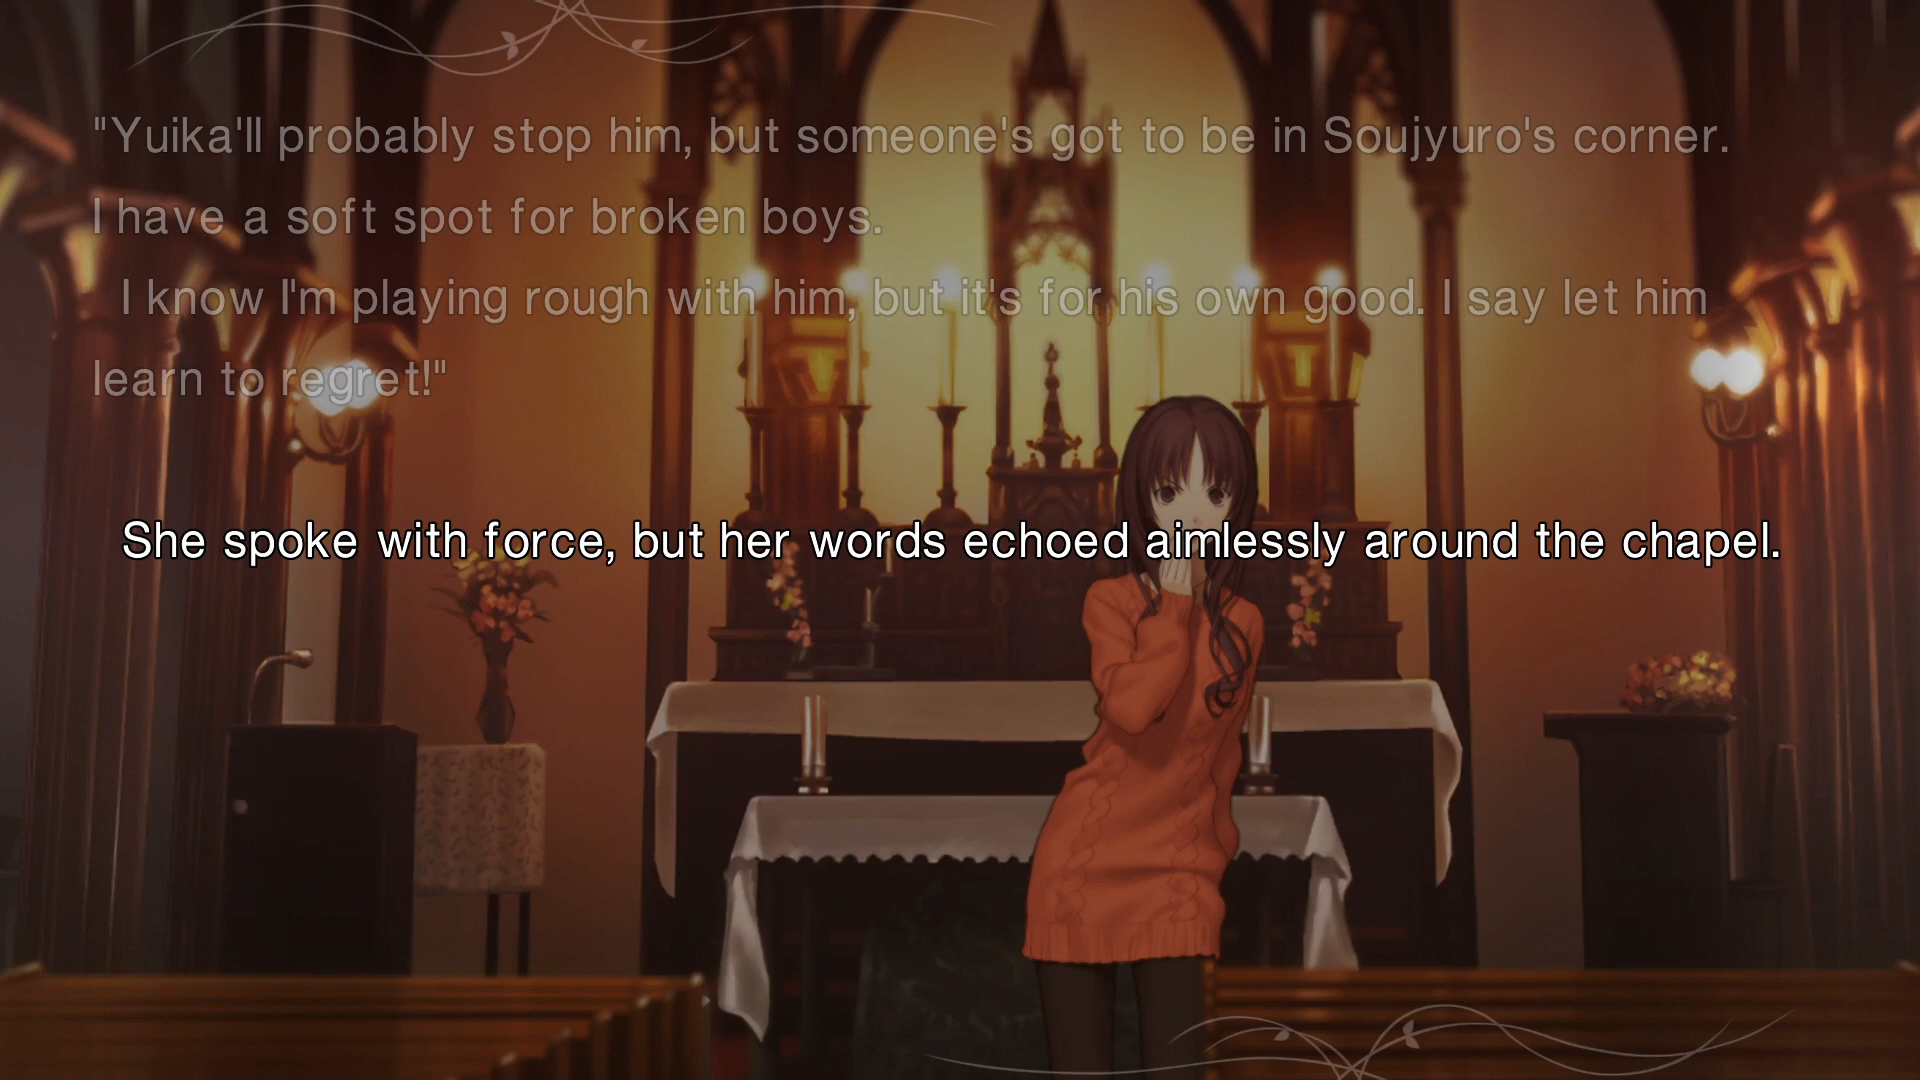 "Yuika'll probably stop him, but someone's got to be in Soujyuro's corner.
I have a soft spot for broken boys.
I know I'm playing rough with him, but it's for his own good. I say let him
learn to regret!"
She spoke with force, but her words echoed aimlessly around the chapel.